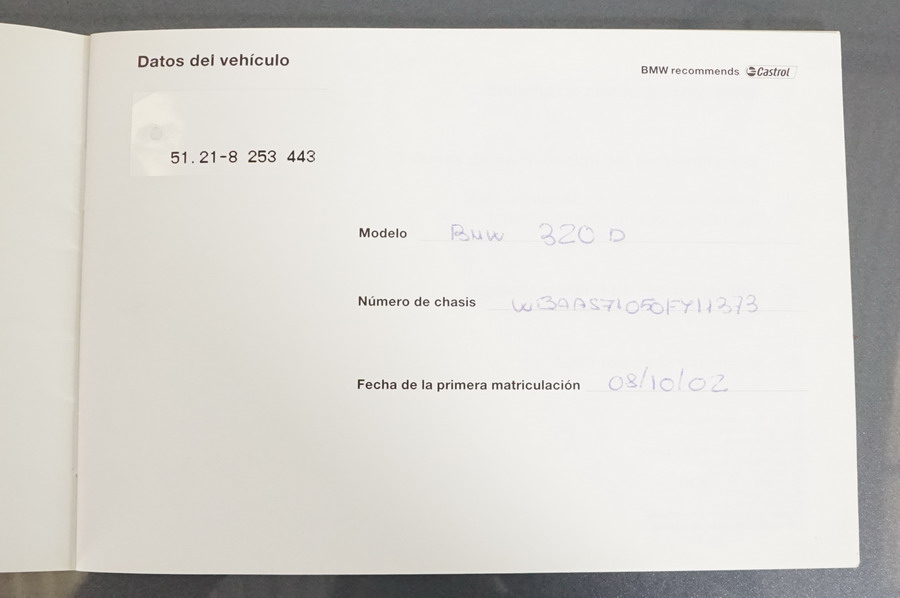 Datos del vehículo
BMW recommends Castrol
51.21-8 253 443
Modelo BMW 320 D
Número de chasis WBAAS71050FY11373
Fecha de la primera matriculación 08/10/02